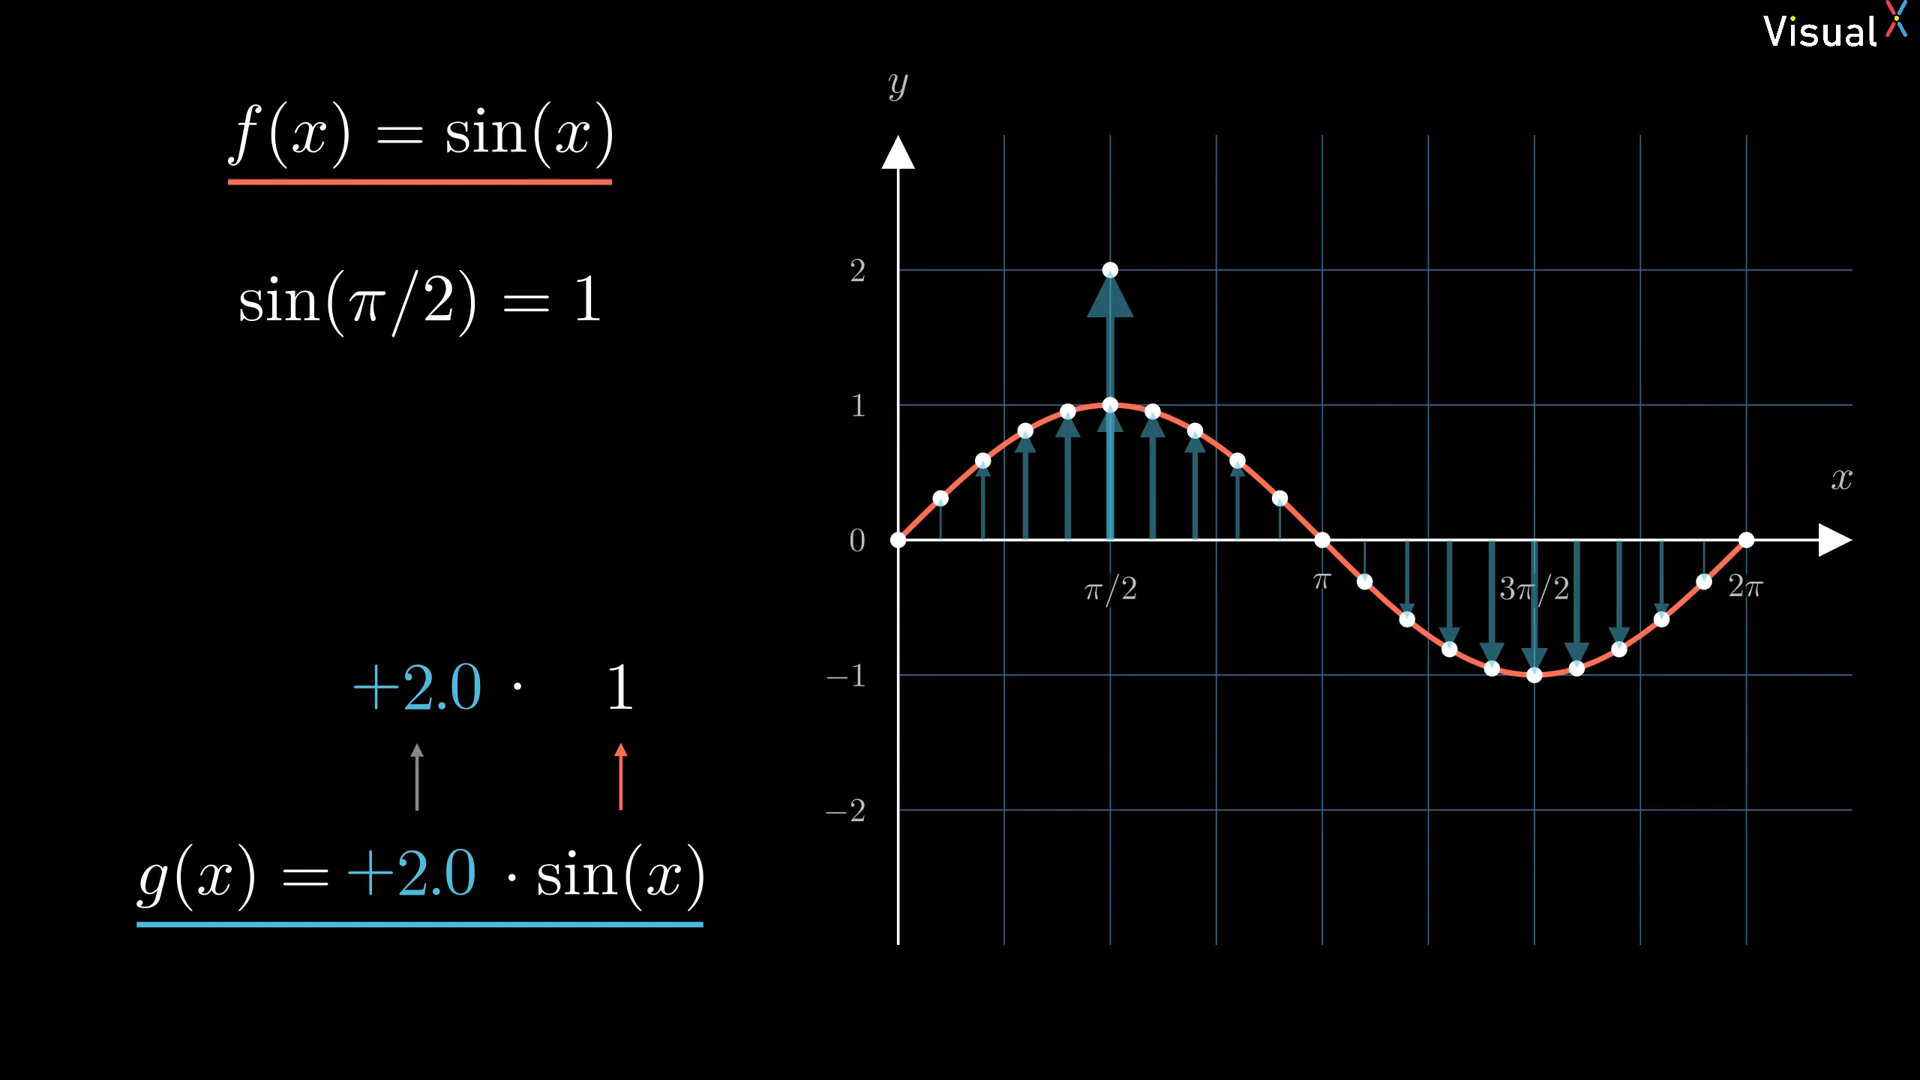 VisualX
f(x) = sin(x)
sin(π/2) = 1
+2.0 · 1
g(x) = +2.0 · sin(x)
y
2
1
x
0
π/2 π 3π/2 2π
−1
−2